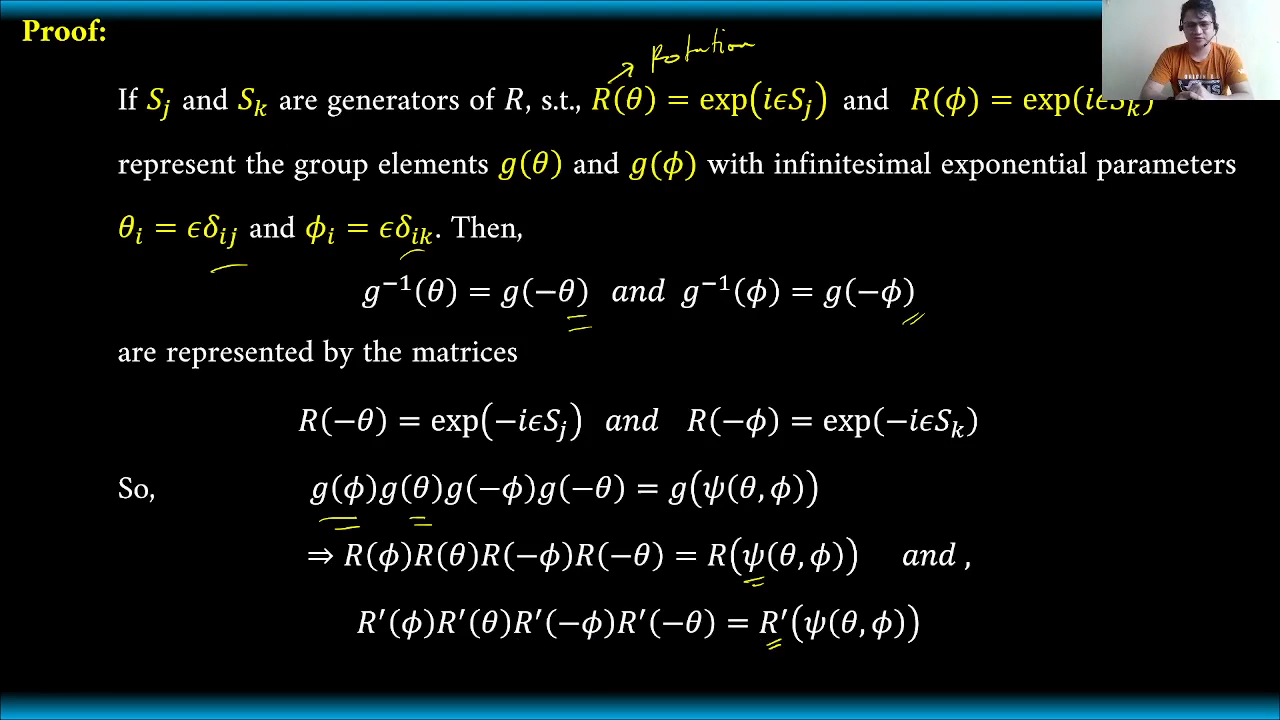 Proof:
Rotation
If Sⱼ and Sₖ are generators of R, s.t., R(θ) = exp(iϵSⱼ) and R(ϕ) = exp(iϵSₖ)
represent the group elements g(θ) and g(ϕ) with infinitesimal exponential parameters
θᵢ = ϵδᵢⱼ and ϕᵢ = ϵδᵢₖ. Then,
g⁻¹(θ) = g(−θ) and g⁻¹(ϕ) = g(−ϕ)
are represented by the matrices
R(−θ) = exp(−iϵSⱼ) and R(−ϕ) = exp(−iϵSₖ)
So, g(ϕ)g(θ)g(−ϕ)g(−θ) = g(ψ(θ, ϕ))
⇒ R(ϕ)R(θ)R(−ϕ)R(−θ) = R(ψ(θ, ϕ)) and ,
R′(ϕ)R′(θ)R′(−ϕ)R′(−θ) = R′(ψ(θ, ϕ))